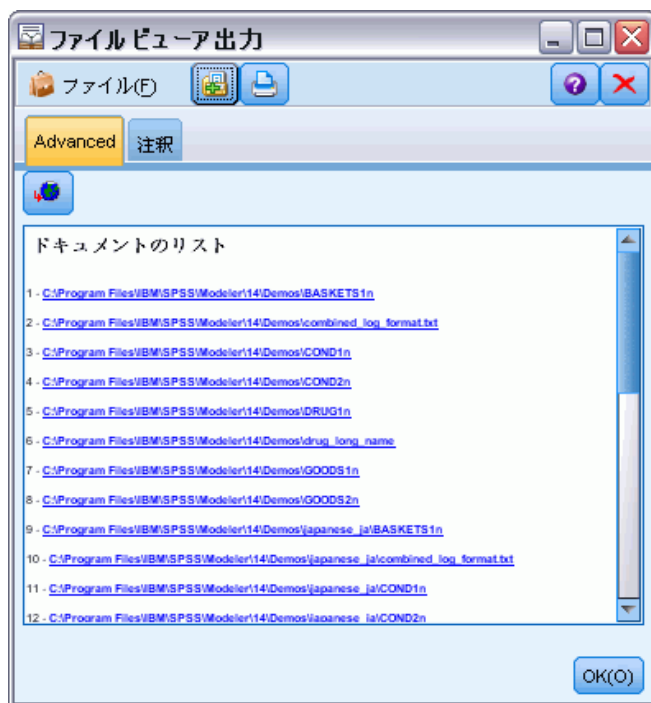 ファイルビューア出力
ファイル(F)
Advanced 注釈
ドキュメントのリスト
1 - C:\Program Files\IBM\SPSS\Modeler\14\Demos\BASKETS1n
2 - C:\Program Files\IBM\SPSS\Modeler\14\Demos\combined_log_format.txt
3 - C:\Program Files\IBM\SPSS\Modeler\14\Demos\COND1n
4 - C:\Program Files\IBM\SPSS\Modeler\14\Demos\COND2n
5 - C:\Program Files\IBM\SPSS\Modeler\14\Demos\DRUG1n
6 - C:\Program Files\IBM\SPSS\Modeler\14\Demos\drug_long_name
7 - C:\Program Files\IBM\SPSS\Modeler\14\Demos\GOODS1n
8 - C:\Program Files\IBM\SPSS\Modeler\14\Demos\GOODS2n
9 - C:\Program Files\IBM\SPSS\Modeler\14\Demos\japanese_ja\BASKETS1n
10 - C:\Program Files\IBM\SPSS\Modeler\14\Demos\japanese_ja\combined_log_format.txt
11 - C:\Program Files\IBM\SPSS\Modeler\14\Demos\japanese_ja\COND1n
12 - C:\Program Files\IBM\SPSS\Modeler\14\Demos\japanese_ja\COND2n
OK(O)